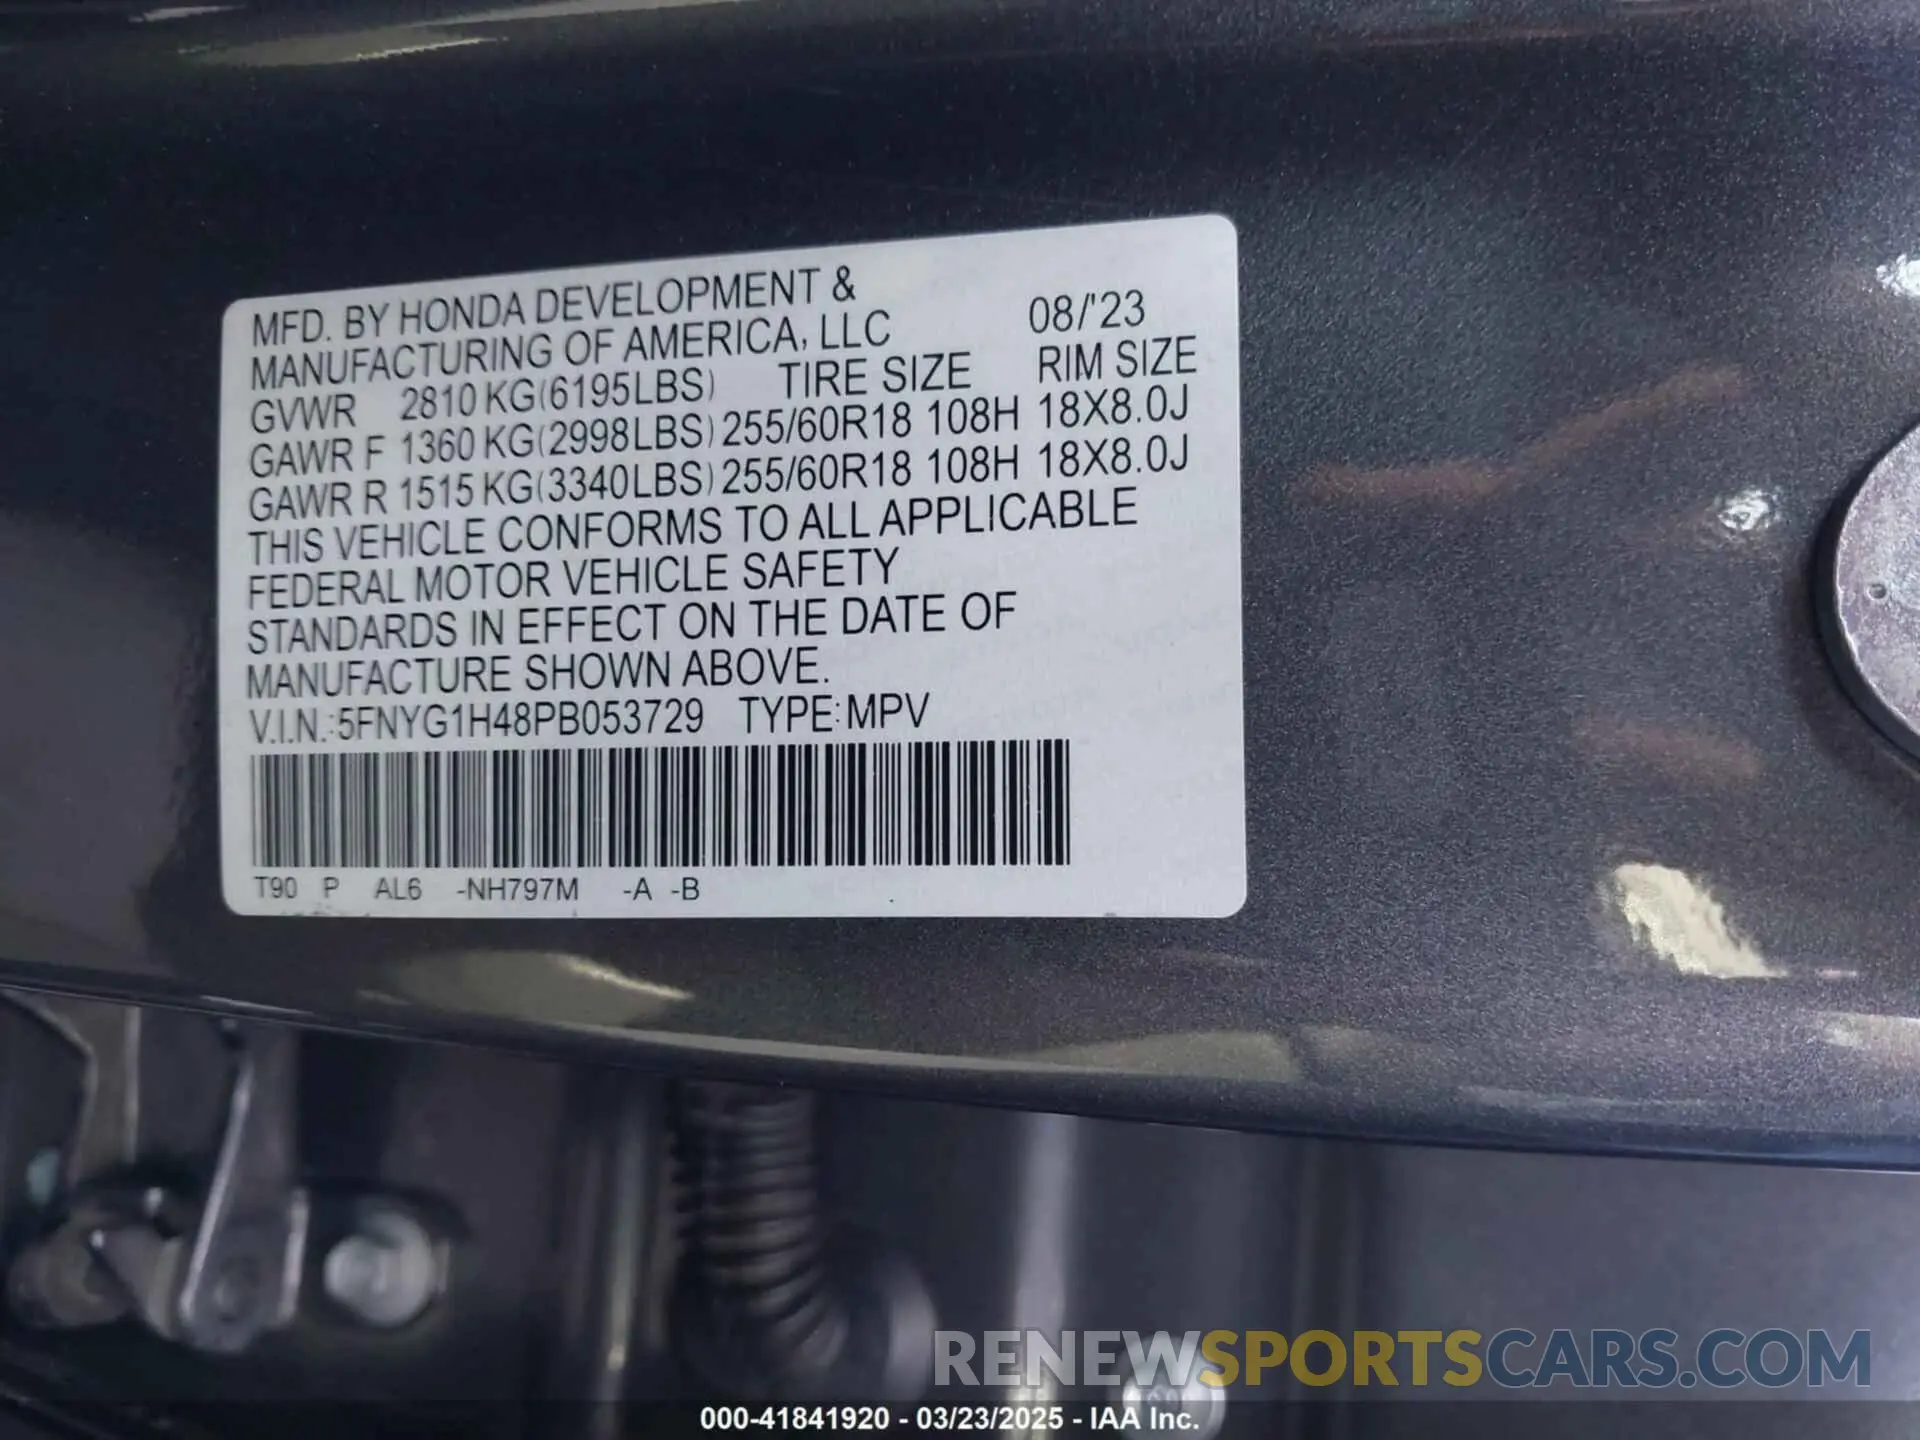 MFD. BY HONDA DEVELOPMENT &
MANUFACTURING OF AMERICA, LLC 08/'23
GVWR 2810 KG(6195LBS) TIRE SIZE RIM SIZE
GAWR F 1360 KG(2998LBS) 255/60R18 108H 18X8.0J
GAWR R 1515 KG(3340LBS) 255/60R18 108H 18X8.0J
THIS VEHICLE CONFORMS TO ALL APPLICABLE
FEDERAL MOTOR VEHICLE SAFETY
STANDARDS IN EFFECT ON THE DATE OF
MANUFACTURE SHOWN ABOVE.
V.I.N.:5FNYG1H48PB053729 TYPE:MPV
T90 P AL6 -NH797M -A -B
RENEWSPORTSCARS.COM
000-41841920 - 03/23/2025 - IAA Inc.